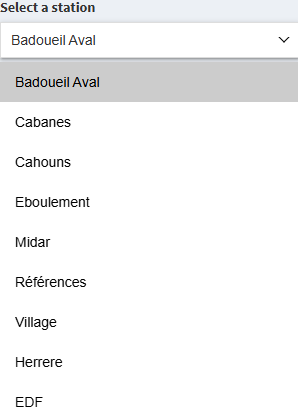 Select a station
Badoueil Aval
Badoueil Aval
Cabanes
Cahouns
Eboulement
Midar
Références
Village
Herrere
EDF